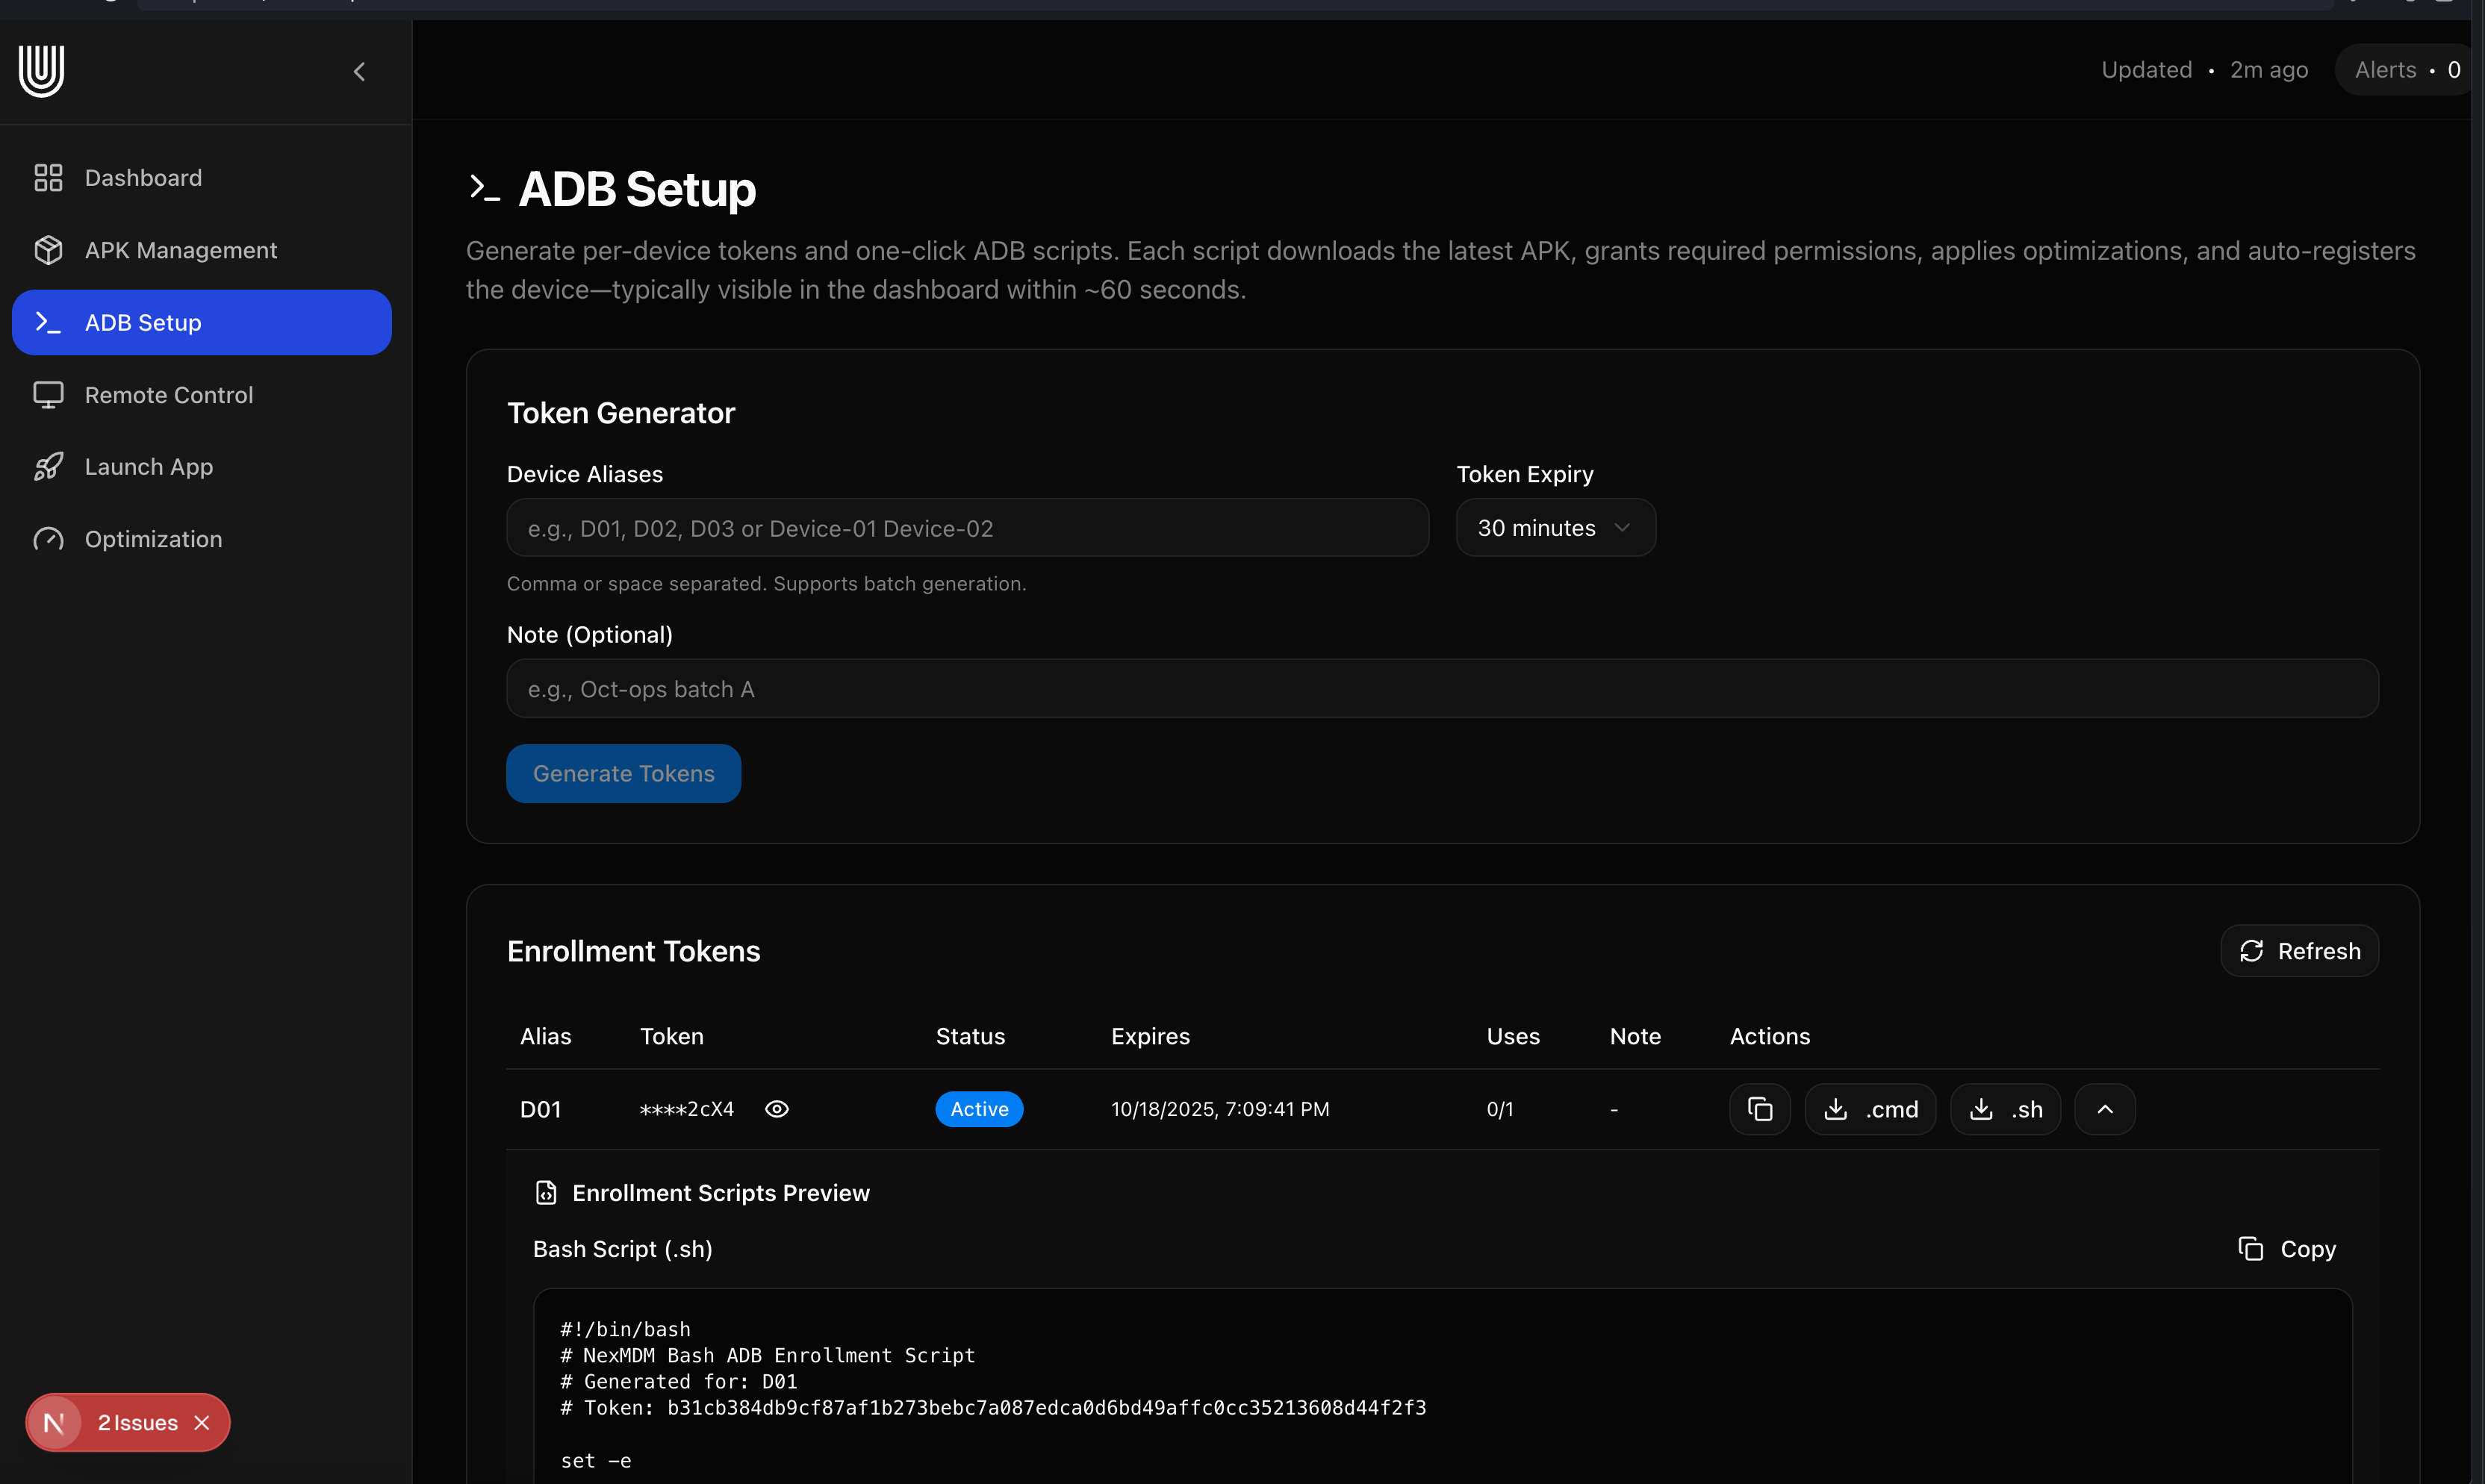 Updated • 2m ago
Alerts • 0
Dashboard
APK Management
ADB Setup
Remote Control
Launch App
Optimization
N 2 Issues
ADB Setup
Generate per-device tokens and one-click ADB scripts. Each script downloads the latest APK, grants required permissions, applies optimizations, and auto-registers
the device—typically visible in the dashboard within ~60 seconds.
Token Generator
Device Aliases
Token Expiry
e.g., D01, D02, D03 or Device-01 Device-02
30 minutes
Comma or space separated. Supports batch generation.
Note (Optional)
e.g., Oct-ops batch A
Generate Tokens
Enrollment Tokens
Refresh
Alias Token Status Expires Uses Note Actions
D01 ****2cX4 Active 10/18/2025, 7:09:41 PM 0/1 - .cmd .sh
Enrollment Scripts Preview
Bash Script (.sh)
Copy
#!/bin/bash
# NexMDM Bash ADB Enrollment Script
# Generated for: D01
# Token: b31cb384db9cf87af1b273bebc7a087edca0d6bd49affc0cc35213608d44f2f3
set -e